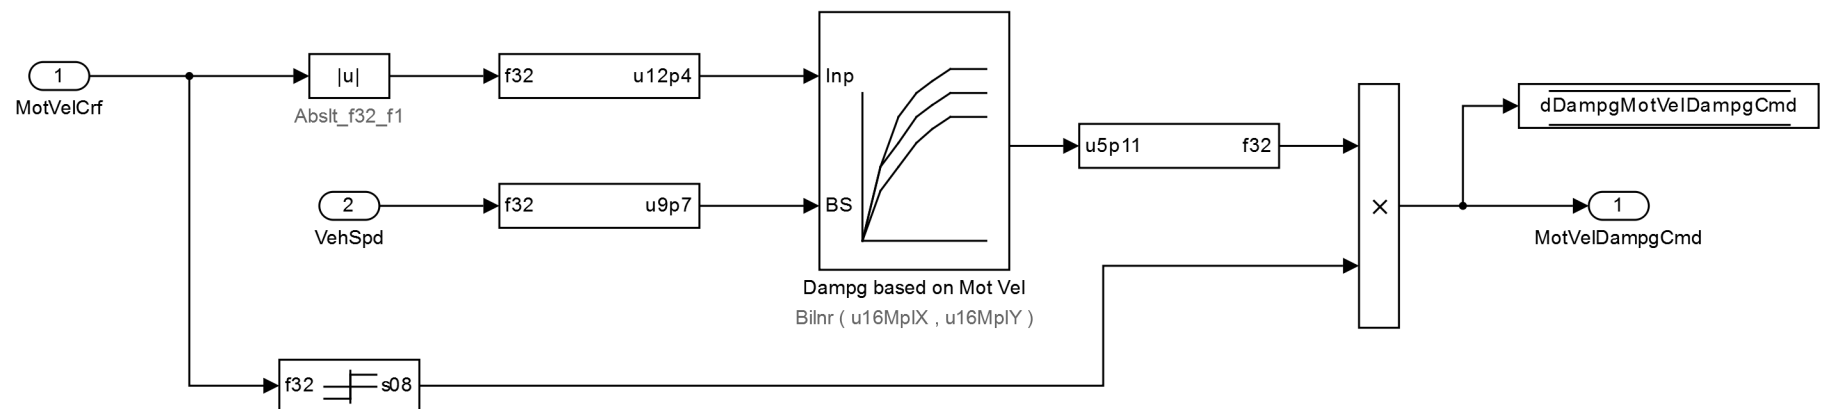 1
MotVelCrf
|u|
Abslt_f32_f1
f32 u12p4
2
VehSpd
f32 u9p7
Inp
BS
Dampg based on Mot Vel
Bilnr ( u16MplX , u16MplY )
u5p11 f32
×
dDampgMotVelDampgCmd
1
MotVelDampgCmd
f32 s08